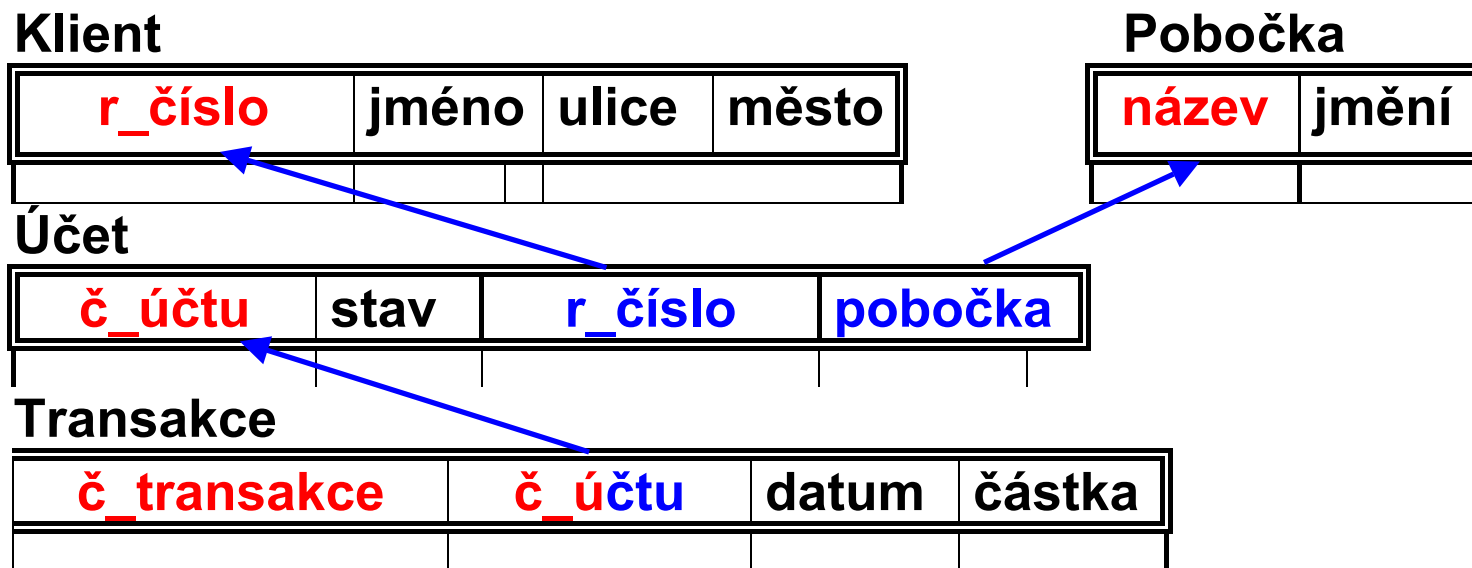 Klient Pobočka
r_číslo jméno ulice město název jmění
Účet
č_účtu stav r_číslo pobočka
Transakce
č_transakce č_účtu datum částka